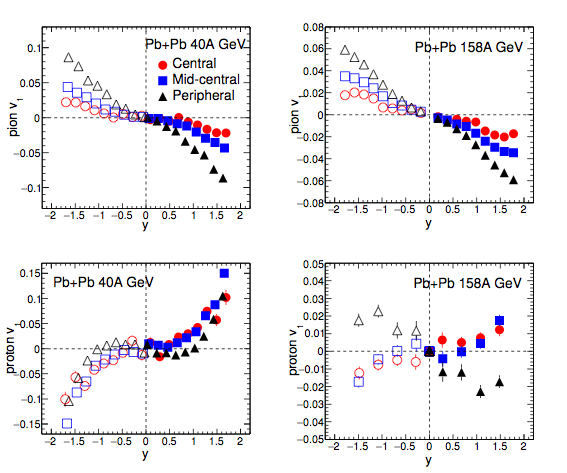 Pb+Pb 40A GeV
Central
Mid-central
Peripheral
pion v1
0.1
0.05
0
−0.05
−0.1
−2 −1.5 −1 −0.5 0 0.5 1 1.5 2
y
Pb+Pb 158A GeV
pion v1
0.08
0.06
0.04
0.02
0
−0.02
−0.04
−0.06
−0.08
−2 −1.5 −1 −0.5 0 0.5 1 1.5 2
y
Pb+Pb 40A GeV
proton v
0.15
0.05
0
−0.05
−0.1
−0.15
−2 −1.5 −1 −0.5 0 0.5 1 1.5 2
y
Pb+Pb 158A GeV
proton v1
0.05
0.04
0.03
0.02
0.01
0
−0.01
−0.02
−0.03
−0.04
−0.05
−2 −1.5 −1 −0.5 0 0.5 1 1.5 2
y